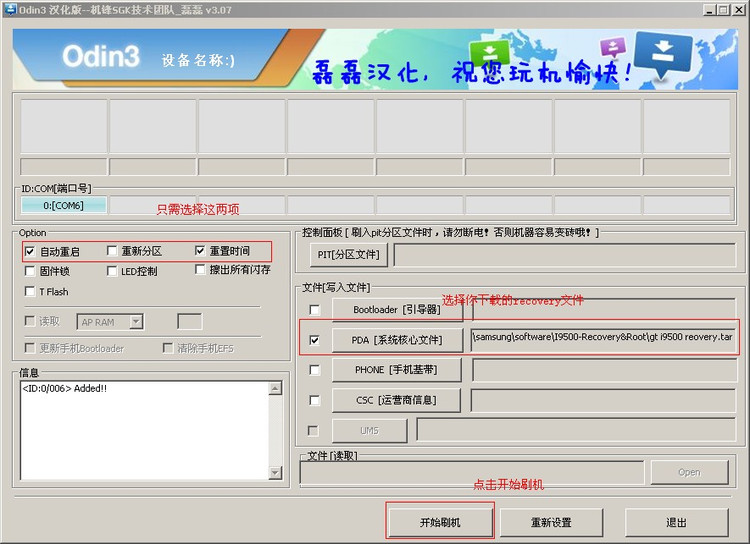 Odin3 汉化版--机锋SGK技术团队_磊磊 v3.07
Odin3 设备名称:)
磊磊汉化, 祝您玩机愉快!
ID:COM[端口号]
0:[COM6]
只需选择这两项
Option
自动重启 重新分区 重置时间
固件锁 LED控制 擦出所有闪存
T Flash
读取 AP RAM
更新手机Bootloader 清除手机EFS
信息
<ID:0/006> Added!!
控制面板 [ 刷入pit分区文件时，请勿断电! 否则机器容易变砖哦! ]
PIT[分区文件]
文件[写入文件]
选择你下载的recovery文件
Bootloader [引导器]
PDA [系统核心文件] \samsung\software\I9500-Recovery&Root\gt i9500 reovery.tar
PHONE [手机基带]
CSC [运营商信息]
UMS
文件 [读取]
Open
点击开始刷机
开始刷机 重新设置 退出